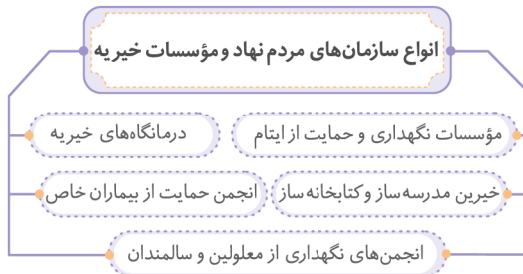 انواع سازمان‌های مردم نهاد و مؤسسات خیریه
مؤسسات نگهداری و حمایت از ایتام
درمانگاه‌های خیریه
خیرین مدرسه‌ساز و کتابخانه‌ساز
انجمن حمایت از بیماران خاص
انجمن‌های نگهداری از معلولین و سالمندان